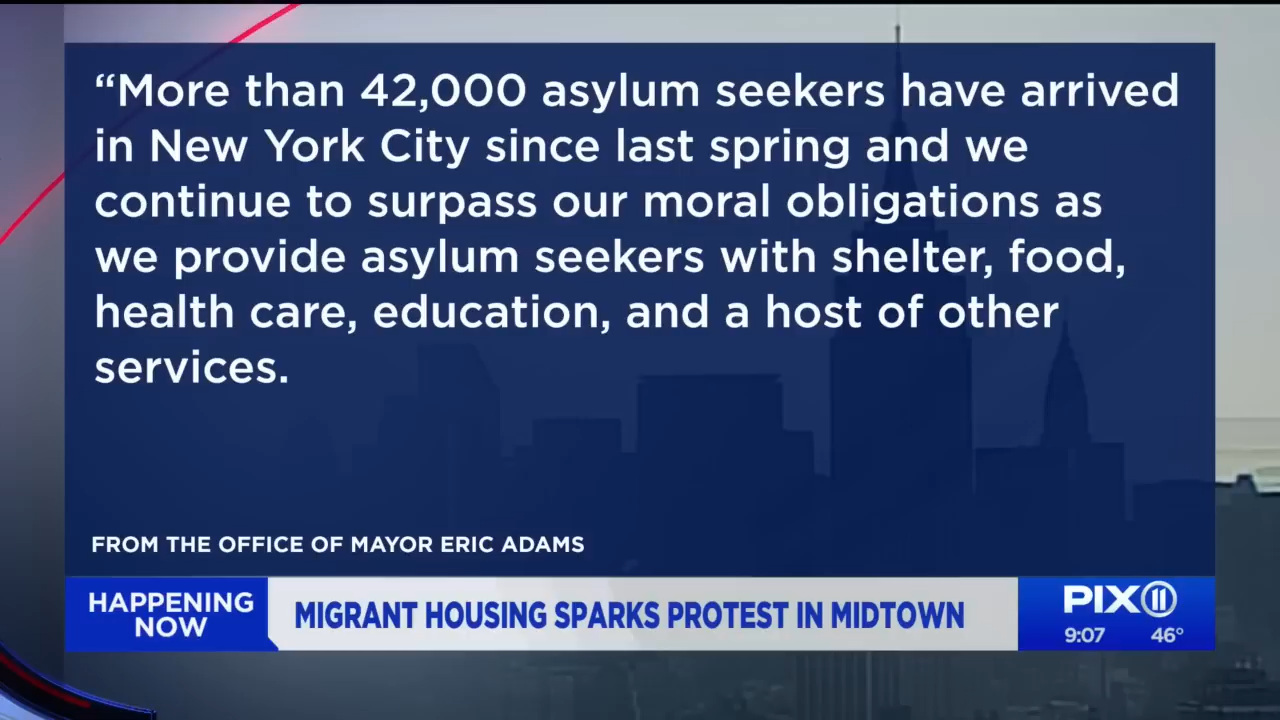 “More than 42,000 asylum seekers have arrived
in New York City since last spring and we
continue to surpass our moral obligations as
we provide asylum seekers with shelter, food,
health care, education, and a host of other
services.
FROM THE OFFICE OF MAYOR ERIC ADAMS
HAPPENING
NOW
MIGRANT HOUSING SPARKS PROTEST IN MIDTOWN
PIX11
9:07 46°